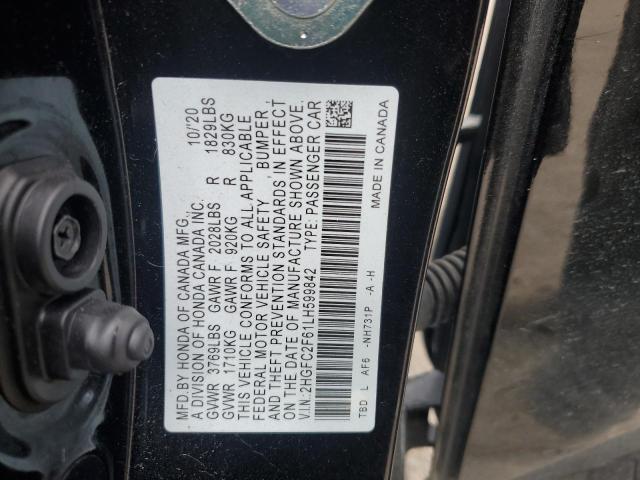 MFD.BY HONDA OF CANADA MFG., 10/20
A DIVISION OF HONDA CANADA INC.
GVWR 3769LBS GAWR F 2028LBS R 1829LBS
GVWR 1710KG GAWR F 920KG R 830KG
THIS VEHICLE CONFORMS TO ALL APPLICABLE
FEDERAL MOTOR VEHICLE SAFETY, BUMPER,
AND THEFT PREVENTION STANDARDS IN EFFECT
ON THE DATE OF MANUFACTURE SHOWN ABOVE.
V.I.N.:2HGFC2F61LH599842 TYPE: PASSENGER CAR
TBD L AF6 -NH731P -A -H MADE IN CANADA